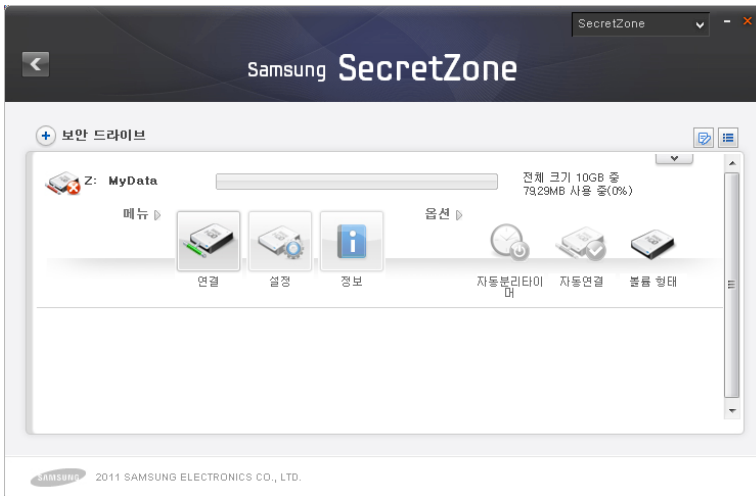 SecretZone
Samsung SecretZone
보안 드라이브
Z: MyData
전체 크기 10GB 중
79,29MB 사용 중(0%)
메뉴
옵션
연결
설정
정보
자동분리타이머
자동연결
볼륨 형태
SAMSUNG 2011 SAMSUNG ELECTRONICS CO., LTD.